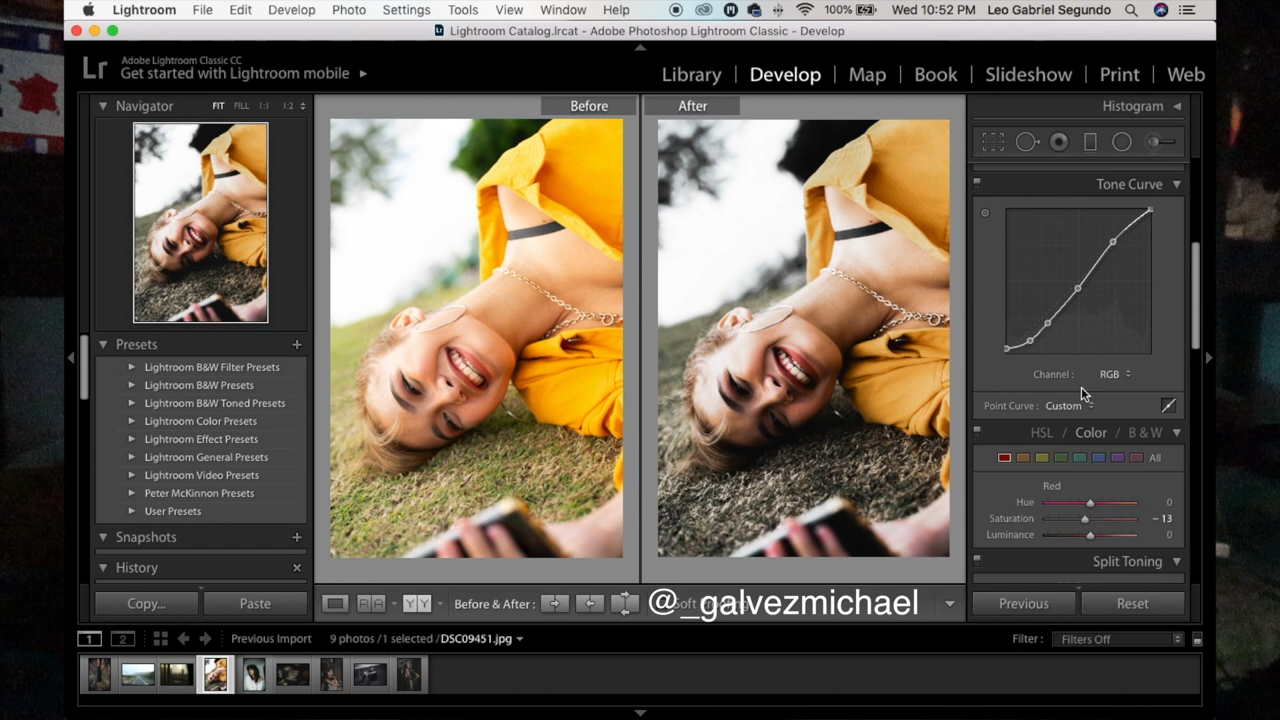 Lightroom File Edit Develop Photo Settings Tools View Window Help 100% Wed 10:52 PM Leo Gabriel Segundo
Lightroom Catalog.lrcat - Adobe Photoshop Lightroom Classic - Develop
Lr Adobe Lightroom Classic CC
Get started with Lightroom mobile
Library | Develop | Map | Book | Slideshow | Print | Web
Navigator FIT FILL 1:1 1:2
Before After
Histogram
Tone Curve
Channel : RGB
Point Curve : Custom
HSL / Color / B & W
All
Red
Hue 0
Saturation – 13
Luminance 0
Split Toning
Presets
Lightroom B&W Filter Presets
Lightroom B&W Presets
Lightroom B&W Toned Presets
Lightroom Color Presets
Lightroom Effect Presets
Lightroom General Presets
Lightroom Video Presets
Peter McKinnon Presets
User Presets
Snapshots
History
Copy... Paste
R A Y Y Before & After :
@_galvezmichael
Previous Reset
1 2 Previous Import 9 photos /1 selected /DSC09451.jpg
Filter : Filters Off